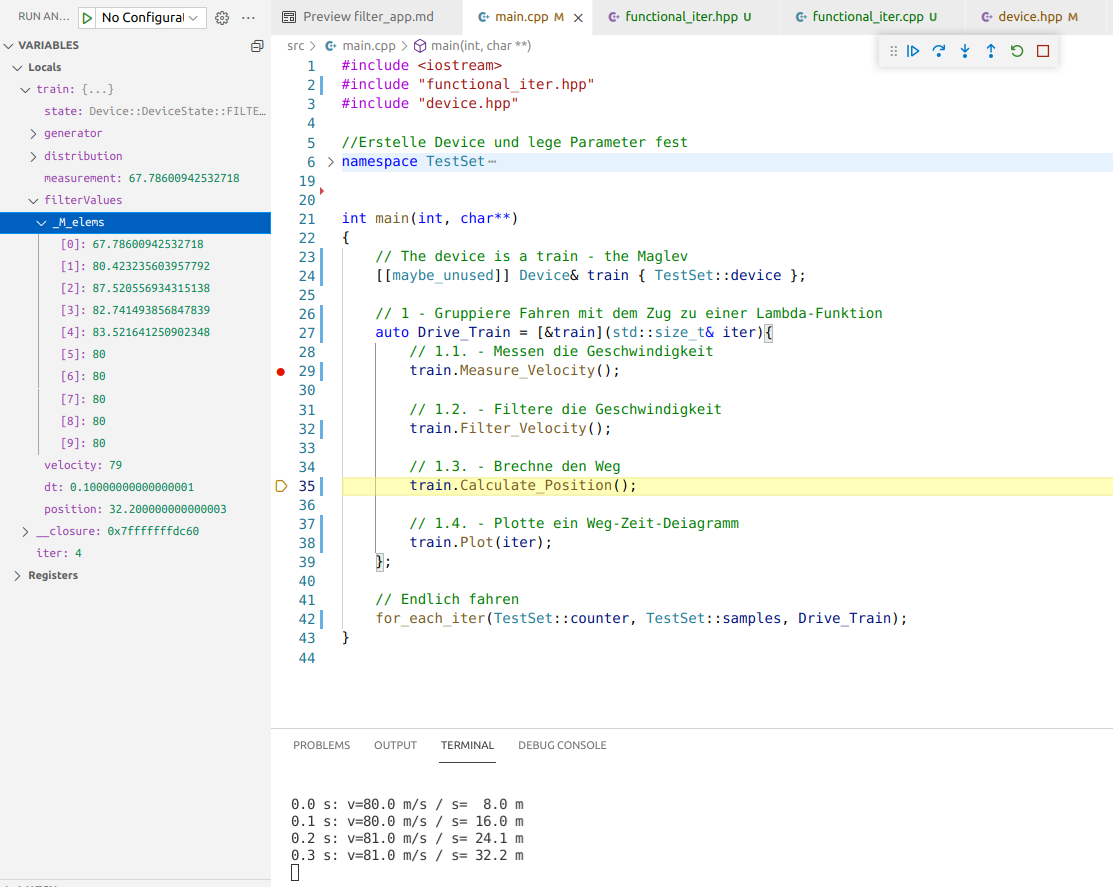 RUN AN...
No Configurat
VARIABLES
Locals
train: {...}
state: Device::DeviceState::FILTE…
generator
distribution
measurement: 67.78600942532718
filterValues
_M_elems
[0]: 67.78600942532718
[1]: 80.423235603957792
[2]: 87.520556934315138
[3]: 82.741493856847839
[4]: 83.521641250902348
[5]: 80
[6]: 80
[7]: 80
[8]: 80
[9]: 80
velocity: 79
dt: 0.10000000000000001
position: 32.200000000000003
__closure: 0x7fffffffdc60
iter: 4
Registers
Preview filter_app.md
main.cpp M
functional_iter.hpp U
functional_iter.cpp U
device.hpp M
src > main.cpp > main(int, char **)
1 #include <iostream>
2 #include "functional_iter.hpp"
3 #include "device.hpp"
4
5 //Erstelle Device und lege Parameter fest
6 namespace TestSet⋯
19
20
21 int main(int, char**)
22 {
23 // The device is a train - the Maglev
24 [[maybe_unused]] Device& train { TestSet::device };
25
26 // 1 - Gruppiere Fahren mit dem Zug zu einer Lambda-Funktion
27 auto Drive_Train = [&train](std::size_t& iter){
28 // 1.1. - Messen die Geschwindigkeit
29 train.Measure_Velocity();
30
31 // 1.2. - Filtere die Geschwindigkeit
32 train.Filter_Velocity();
33
34 // 1.3. - Brechne den Weg
35 train.Calculate_Position();
36
37 // 1.4. - Plotte ein Weg-Zeit-Deiagramm
38 train.Plot(iter);
39 };
40
41 // Endlich fahren
42 for_each_iter(TestSet::counter, TestSet::samples, Drive_Train);
43 }
44
PROBLEMS OUTPUT TERMINAL DEBUG CONSOLE
0.0 s: v=80.0 m/s / s=  8.0 m
0.1 s: v=80.0 m/s / s= 16.0 m
0.2 s: v=81.0 m/s / s= 24.1 m
0.3 s: v=81.0 m/s / s= 32.2 m